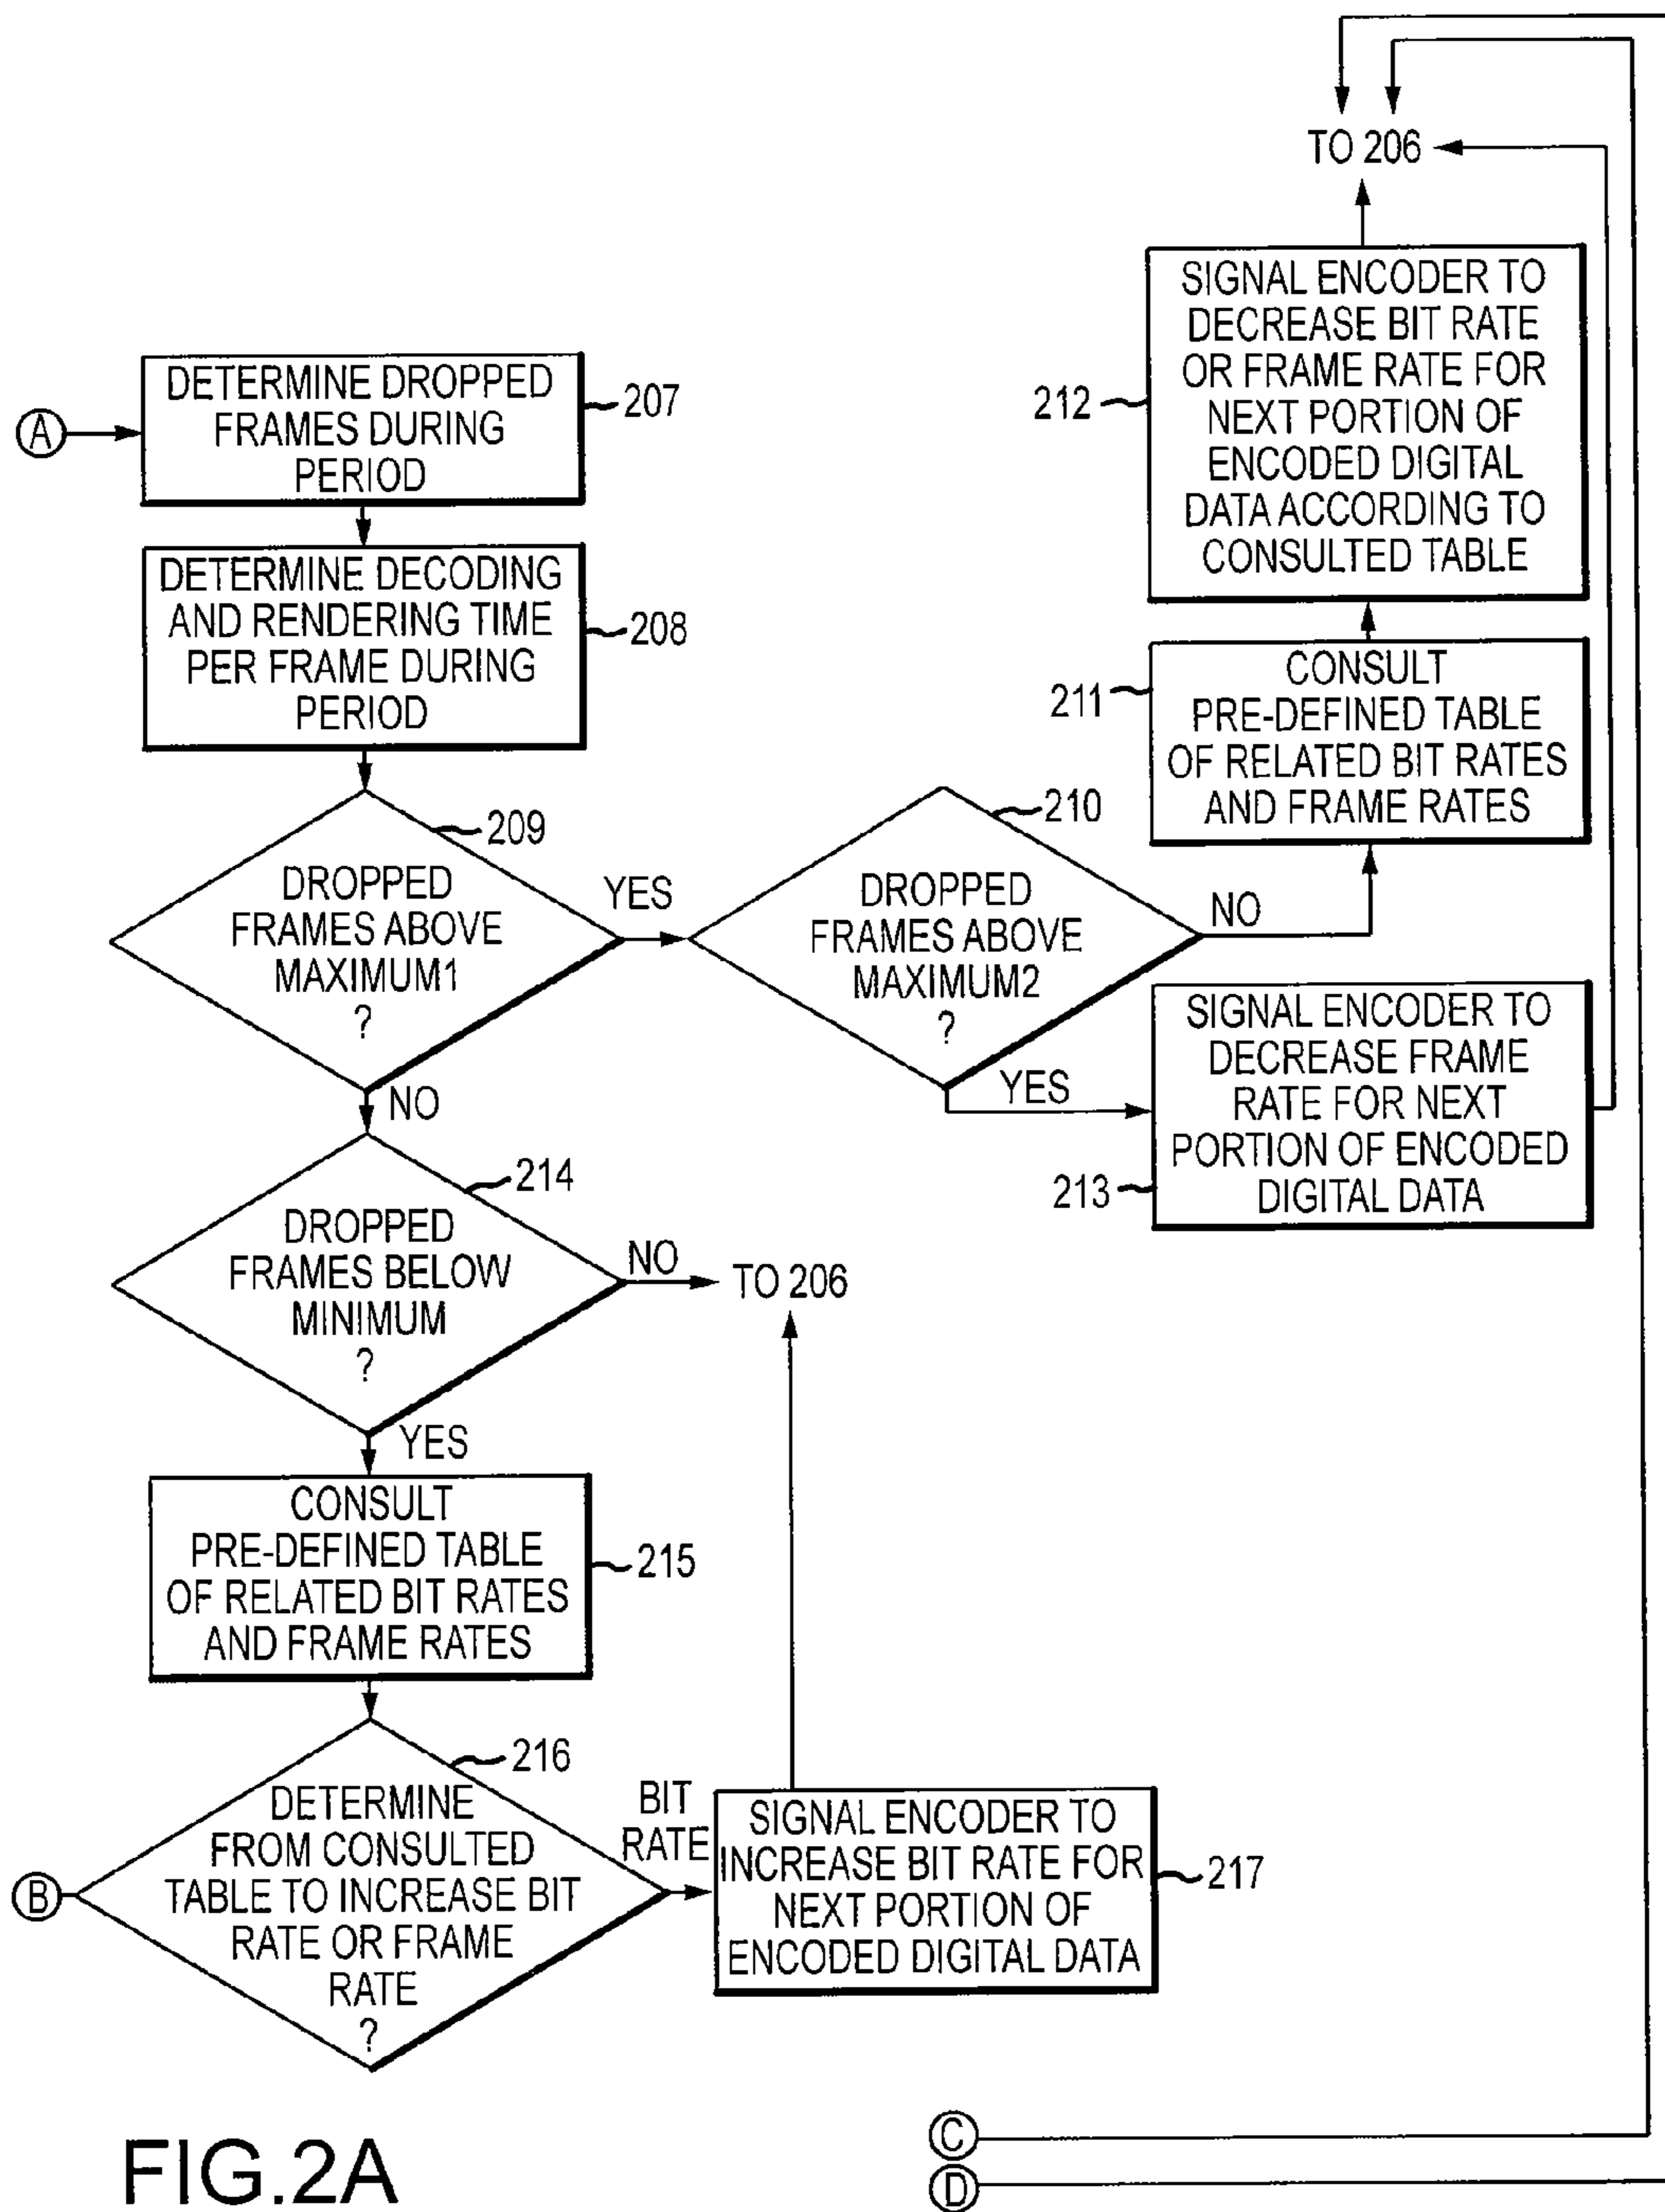 TO 206
SIGNAL ENCODER TO
DECREASE BIT RATE
OR FRAME RATE FOR
NEXT PORTION OF
ENCODED DIGITAL
DATA ACCORDING TO
CONSULTED TABLE
212
DETERMINE DROPPED
FRAMES DURING
PERIOD
207
A
DETERMINE DECODING
AND RENDERING TIME
PER FRAME DURING
PERIOD
208
CONSULT
PRE-DEFINED TABLE
OF RELATED BIT RATES
AND FRAME RATES
211
209
DROPPED
FRAMES ABOVE
MAXIMUM1
?
YES
NO
210
DROPPED
FRAMES ABOVE
MAXIMUM2
?
NO
YES
SIGNAL ENCODER TO
DECREASE FRAME
RATE FOR NEXT
PORTION OF ENCODED
DIGITAL DATA
213
214
DROPPED
FRAMES BELOW
MINIMUM
?
NO
TO 206
YES
CONSULT
PRE-DEFINED TABLE
OF RELATED BIT RATES
AND FRAME RATES
215
216
DETERMINE
FROM CONSULTED
TABLE TO INCREASE BIT
RATE OR FRAME
RATE
?
B
BIT
RATE
SIGNAL ENCODER TO
INCREASE BIT RATE FOR
NEXT PORTION OF
ENCODED DIGITAL DATA
217
C
D
FIG.2A